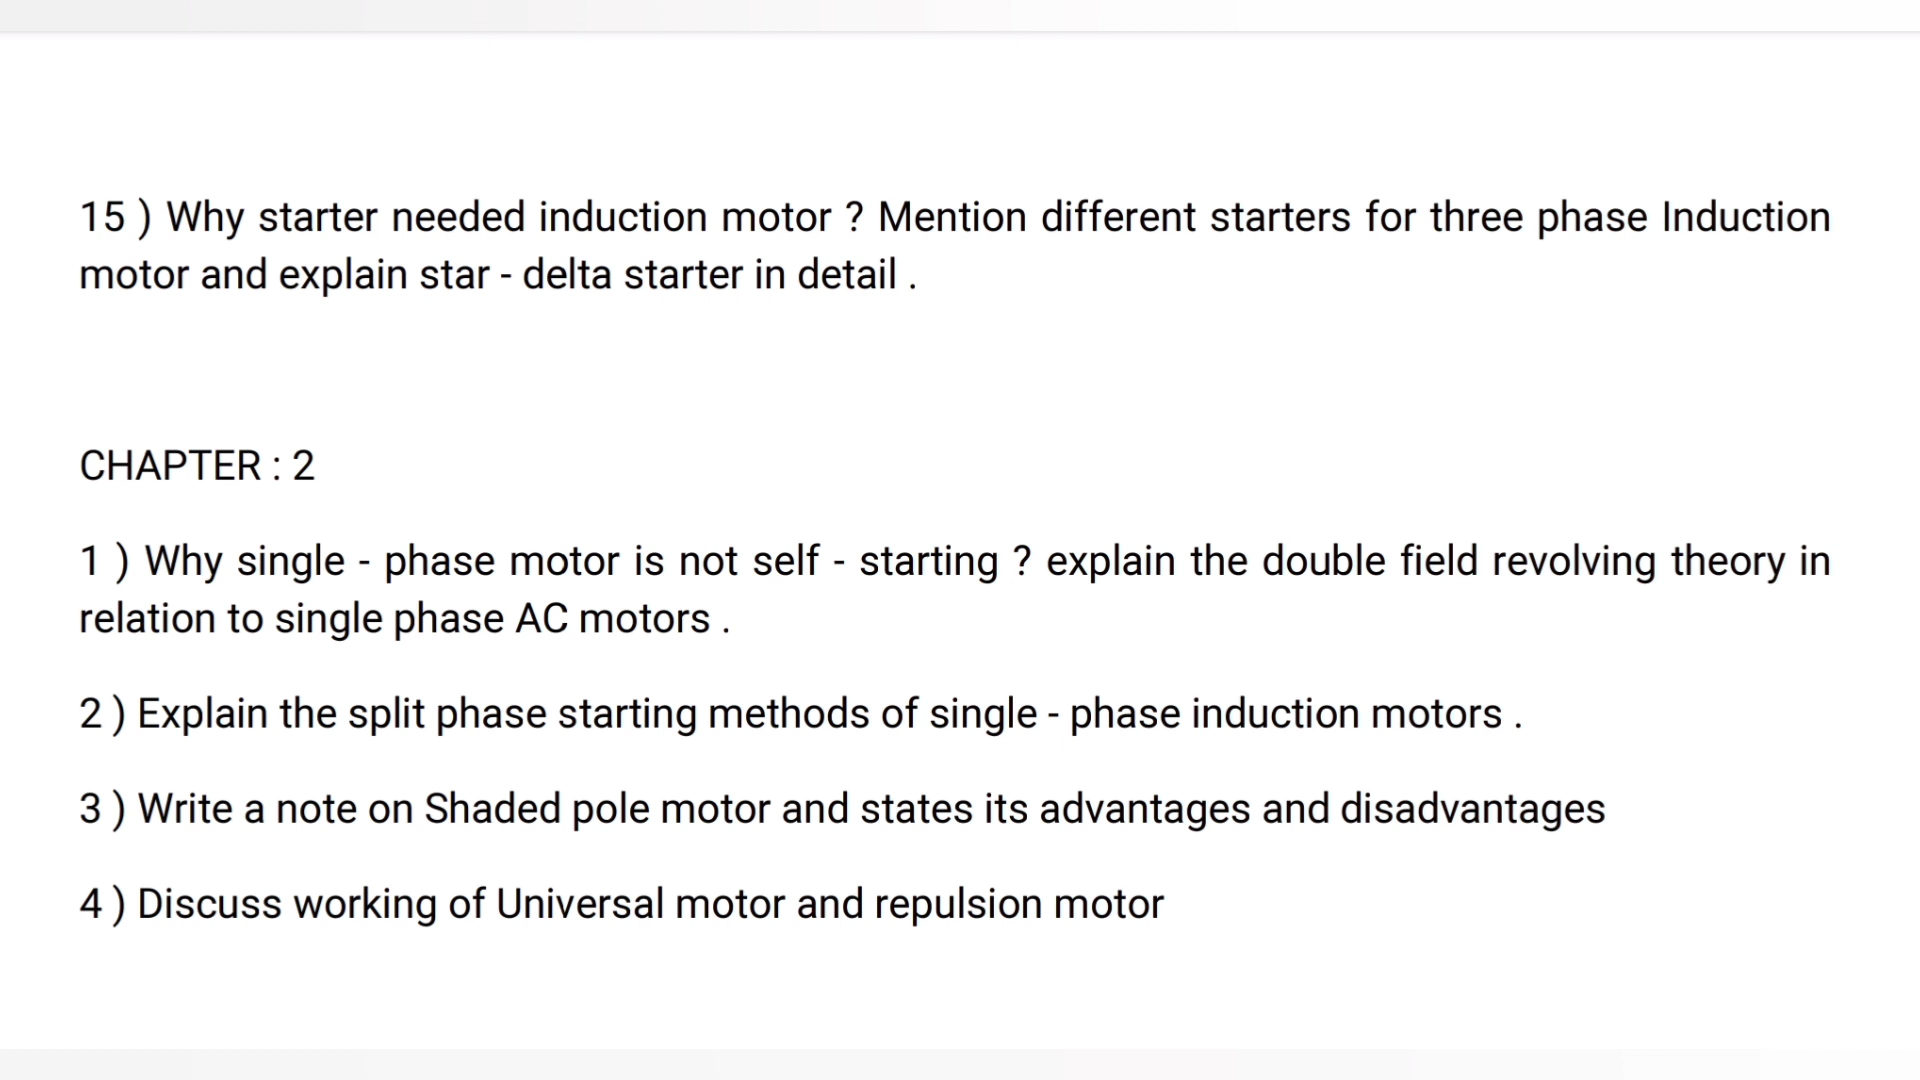 15 ) Why starter needed induction motor ? Mention different starters for three phase Induction
motor and explain star - delta starter in detail .
CHAPTER : 2
1 ) Why single - phase motor is not self - starting ? explain the double field revolving theory in
relation to single phase AC motors .
2 ) Explain the split phase starting methods of single - phase induction motors .
3 ) Write a note on Shaded pole motor and states its advantages and disadvantages
4 ) Discuss working of Universal motor and repulsion motor